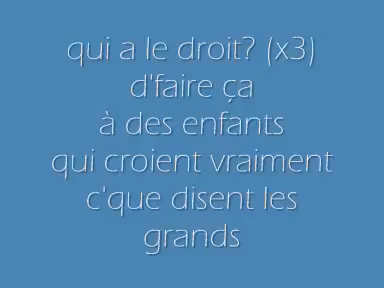 qui a le droit? (x3)
d'faire ça
à des enfants
qui croient vraiment
c'que disent les
grands